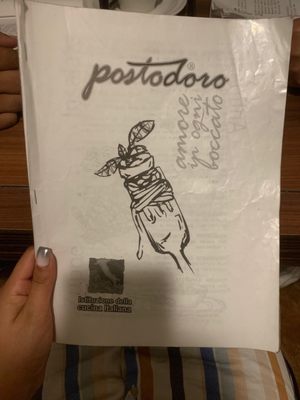 postodoro®
amore
in ogni
boccato
Istituzione della
cucina Italiana